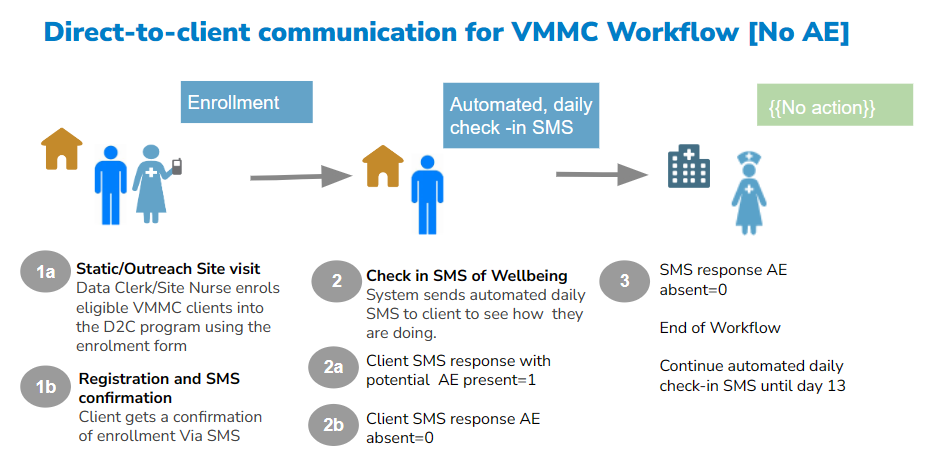 Direct-to-client communication for VMMC Workflow [No AE]
Enrollment
Automated, daily
check -in SMS
{{No action}}
1a
Static/Outreach Site visit
Data Clerk/Site Nurse enrols
eligible VMMC clients into
the D2C program using the
enrolment form
1b
Registration and SMS
confirmation
Client gets a confirmation
of enrollment Via SMS
2
Check in SMS of Wellbeing
System sends automated daily
SMS to client to see how they
are doing.
2a
Client SMS response with
potential AE present=1
2b
Client SMS response AE
absent=0
3
SMS response AE
absent=0
End of Workflow
Continue automated daily
check-in SMS until day 13